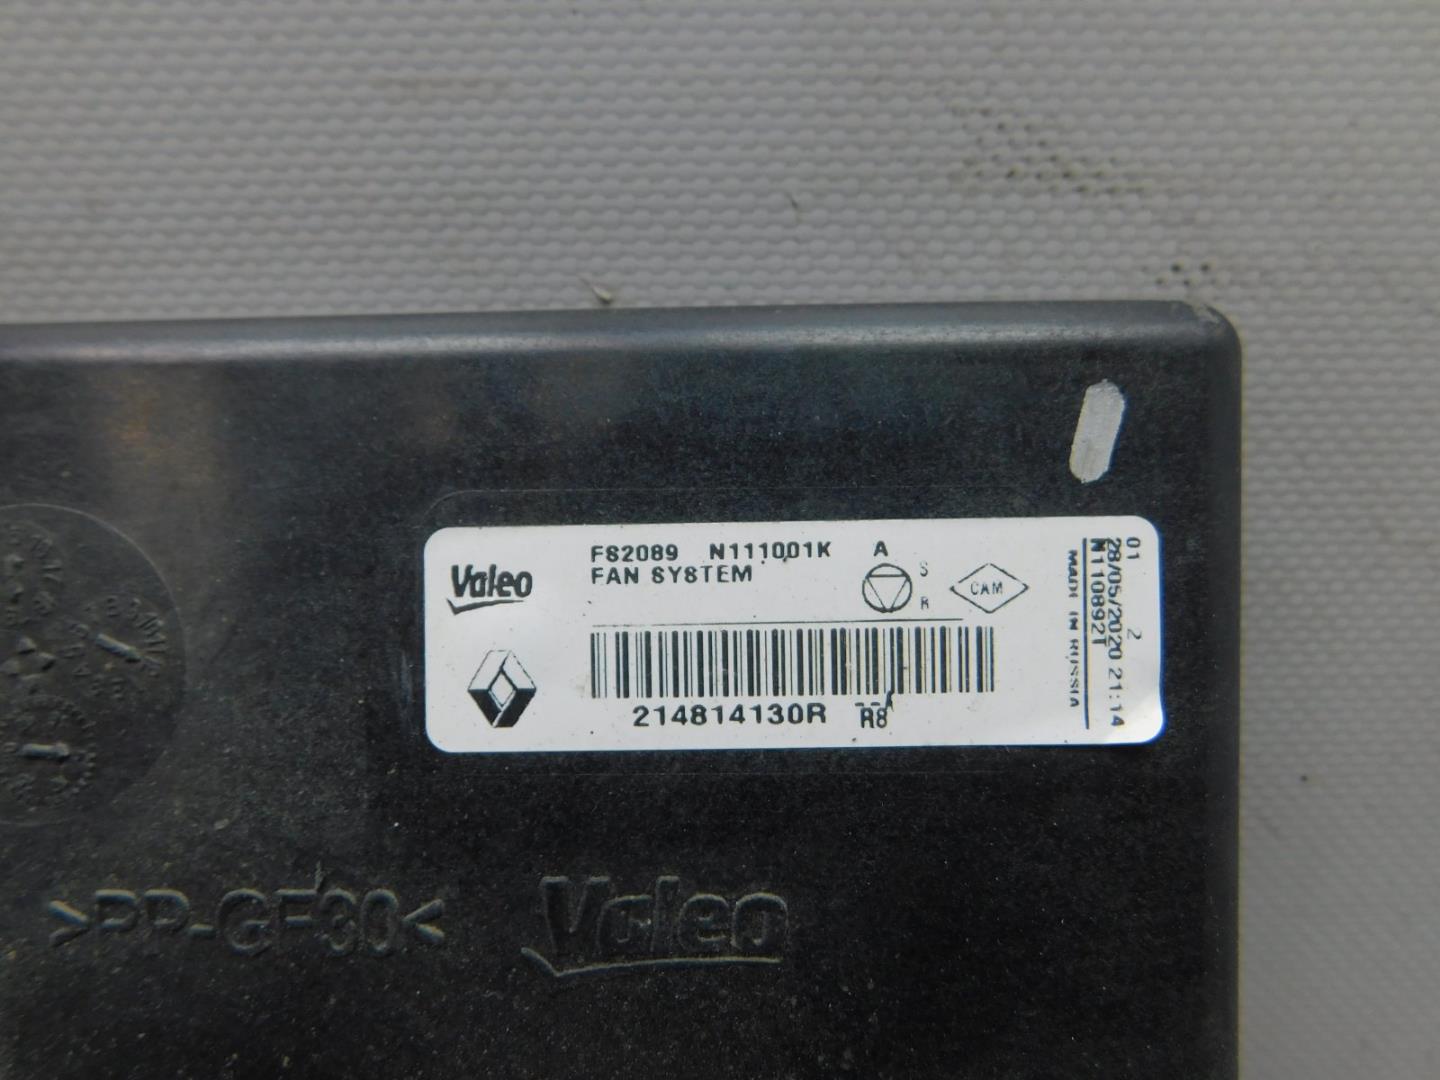 Valeo
FS2089 N111001K A
FAN SYSTEM
S
R
CAM
214814130R R8
01 2
28/05/2020 21:14
N110892T
MADE IN RUSSIA
>PP-GF30<
Valeo